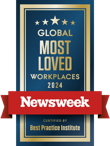 GLOBAL
MOST
LOVED
WORKPLACES
2024
Newsweek
CERTIFIED BY
Best Practice Institute